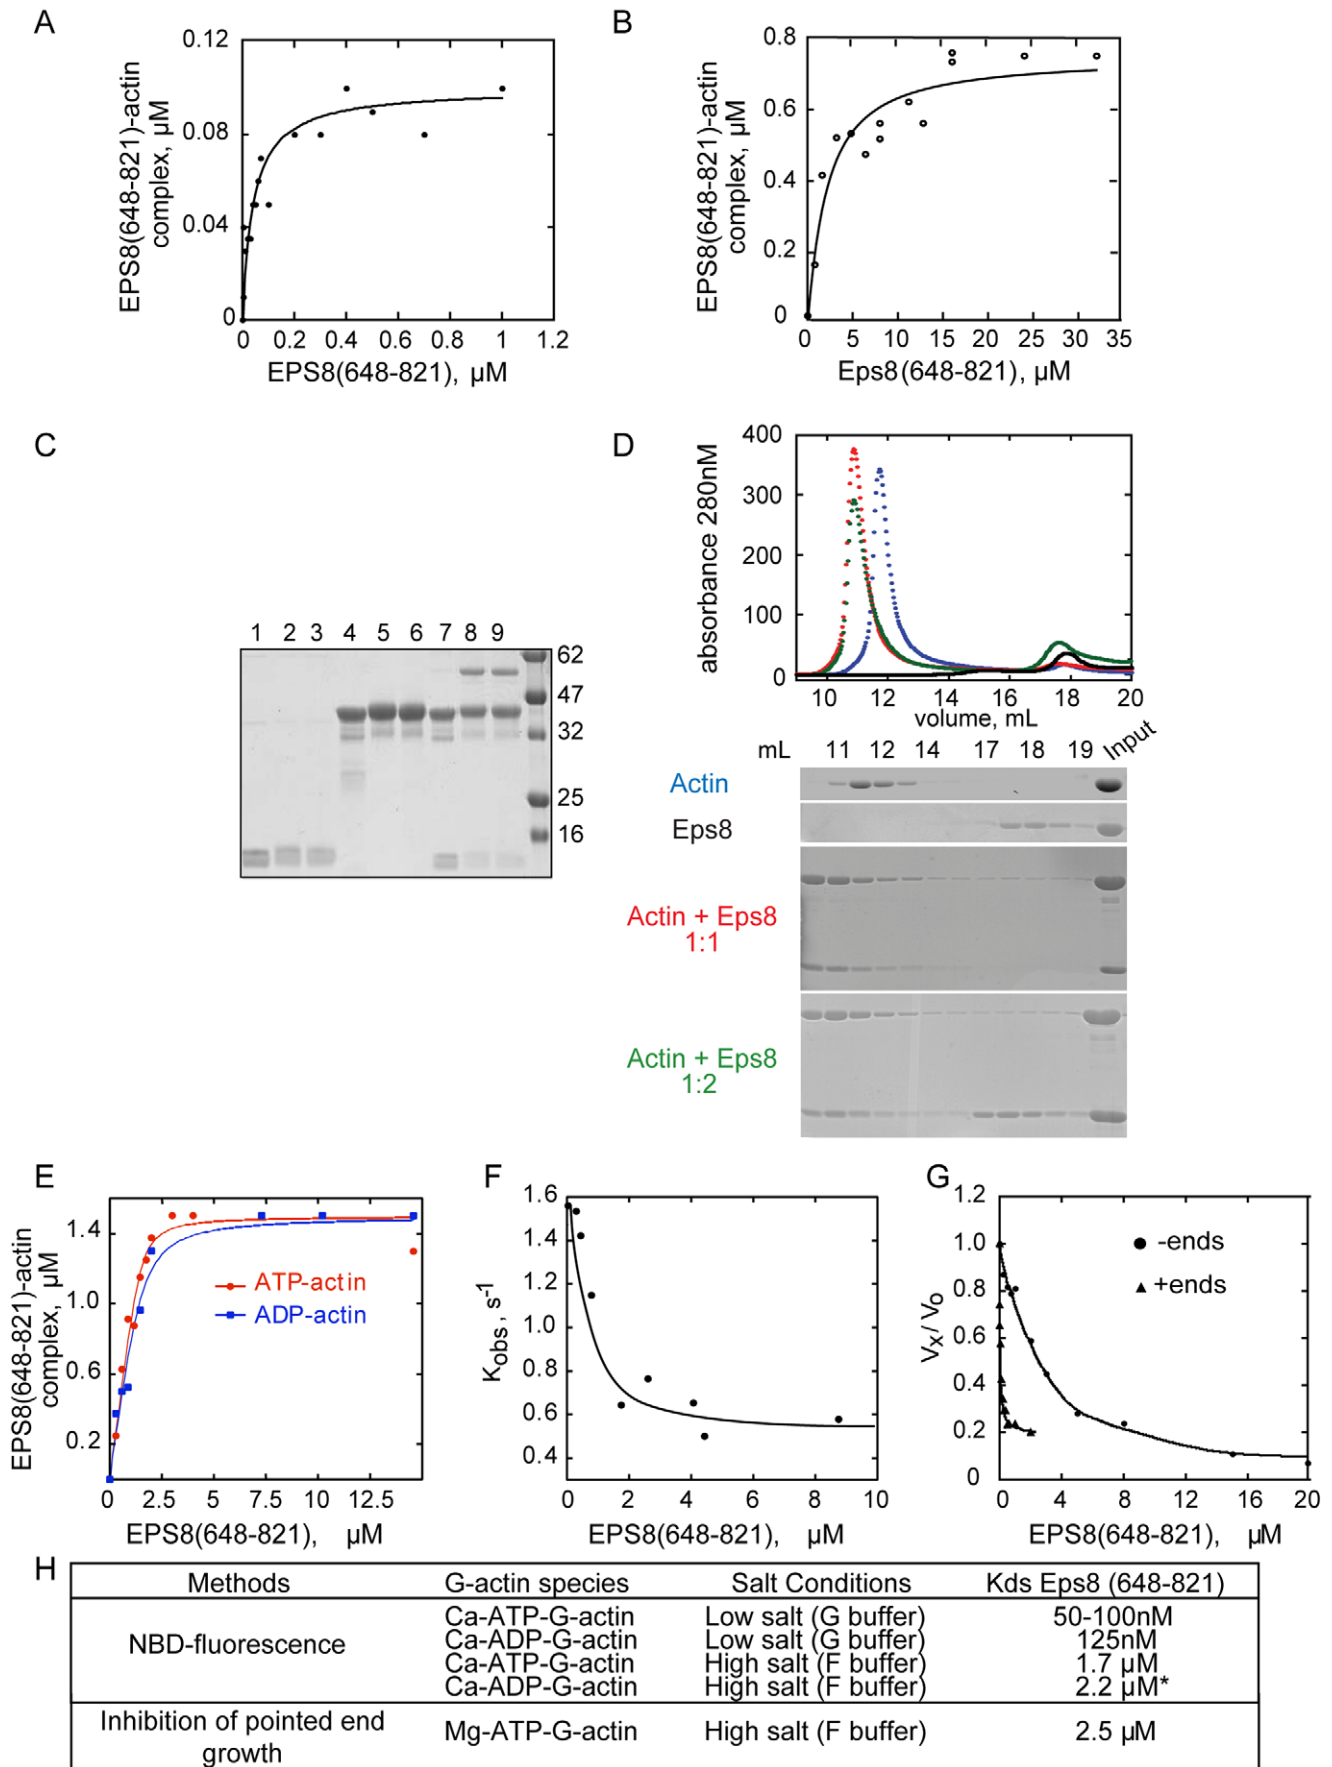 A
EPS8(648-821)-actin
complex, µM
0.12
0.08
0.04
0
0 0.2 0.4 0.6 0.8 1 1.2
EPS8(648-821), µM
B
EPS8(648-821)-actin
complex, µM
0.8
0.6
0.4
0.2
0
0 5 10 15 20 25 30 35
Eps8(648-821), µM
C
1 2 3 4 5 6 7 8 9
62
47
32
25
16
D
absorbance 280nM
400
300
200
100
0
10 12 14 16 18 20
volume, mL
mL 11 12 14 17 18 19 Input
Actin
Eps8
Actin + Eps8
1:1
Actin + Eps8
1:2
E
EPS8(648-821)-actin
complex, µM
1.4
1.0
0.6
0.2
ATP-actin
ADP-actin
0 2.5 5 7.5 10 12.5
EPS8(648-821), µM
F
Kobs, s-1
1.6
1.4
1.2
1.0
0.8
0.6
0.4
0 2 4 6 8 10
EPS8(648-821), µM
G
Vx/Vo
1.2
1.0
0.8
0.6
0.4
0.2
0
-ends
+ends
0 4 8 12 16 20
EPS8(648-821), µM
H
Methods G-actin species Salt Conditions Kds Eps8 (648-821)
NBD-fluorescence
Ca-ATP-G-actin Low salt (G buffer) 50-100nM
Ca-ADP-G-actin Low salt (G buffer) 125nM
Ca-ATP-G-actin High salt (F buffer) 1.7 µM
Ca-ADP-G-actin High salt (F buffer) 2.2 µM*
Inhibition of pointed end
growth
Mg-ATP-G-actin High salt (F buffer) 2.5 µM